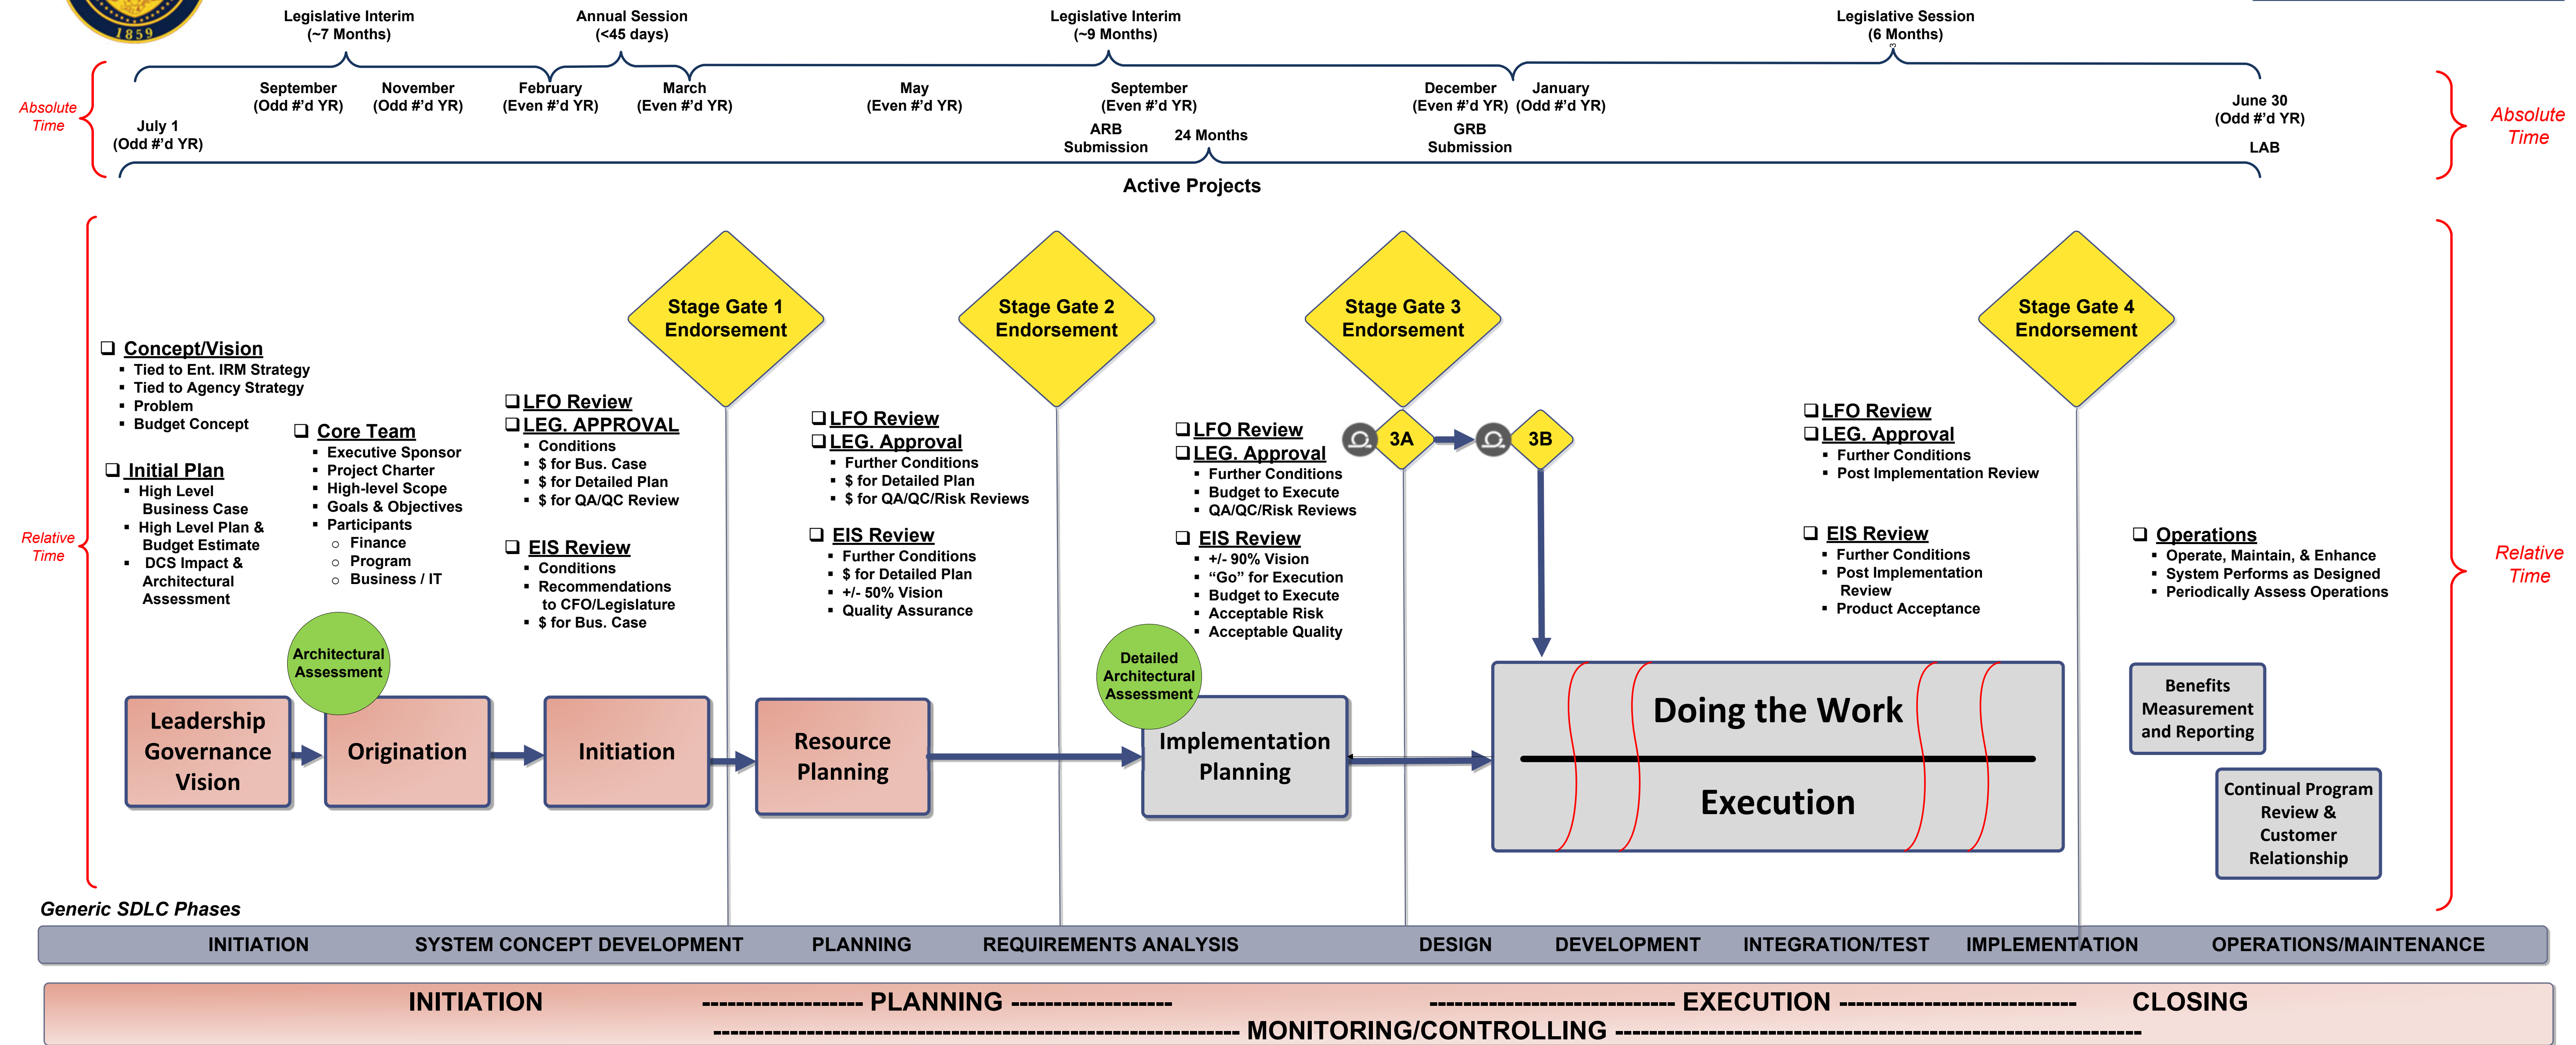 1859
Legislative Interim
(~7 Months)
Annual Session
(<45 days)
Legislative Interim
(~9 Months)
Legislative Session
(6 Months)
3
Absolute
Time
July 1
(Odd #'d YR)
September
(Odd #'d YR)
November
(Odd #'d YR)
February
(Even #'d YR)
March
(Even #'d YR)
May
(Even #'d YR)
September
(Even #'d YR)
ARB
Submission
24 Months
December
(Even #'d YR)
GRB
Submission
January
(Odd #'d YR)
June 30
(Odd #'d YR)
LAB
Absolute
Time
Active Projects
Relative
Time
Stage Gate 1
Endorsement
Stage Gate 2
Endorsement
Stage Gate 3
Endorsement
Stage Gate 4
Endorsement
3A
3B
❑ Concept/Vision
▪ Tied to Ent. IRM Strategy
▪ Tied to Agency Strategy
▪ Problem
▪ Budget Concept
❑ Initial Plan
▪ High Level
Business Case
▪ High Level Plan &
Budget Estimate
▪ DCS Impact &
Architectural
Assessment
❑ Core Team
▪ Executive Sponsor
▪ Project Charter
▪ High-level Scope
▪ Goals & Objectives
▪ Participants
o Finance
o Program
o Business / IT
❑ LFO Review
❑ LEG. APPROVAL
▪ Conditions
▪ $ for Bus. Case
▪ $ for Detailed Plan
▪ $ for QA/QC Review
❑ EIS Review
▪ Conditions
▪ Recommendations
to CFO/Legislature
▪ $ for Bus. Case
❑ LFO Review
❑ LEG. Approval
▪ Further Conditions
▪ $ for Detailed Plan
▪ $ for QA/QC/Risk Reviews
❑ EIS Review
▪ Further Conditions
▪ $ for Detailed Plan
▪ +/- 50% Vision
▪ Quality Assurance
❑ LFO Review
❑ LEG. Approval
▪ Further Conditions
▪ Budget to Execute
▪ QA/QC/Risk Reviews
❑ EIS Review
▪ +/- 90% Vision
▪ “Go” for Execution
▪ Budget to Execute
▪ Acceptable Risk
▪ Acceptable Quality
❑ LFO Review
❑ LEG. Approval
▪ Further Conditions
▪ Post Implementation Review
❑ EIS Review
▪ Further Conditions
▪ Post Implementation
Review
▪ Product Acceptance
❑ Operations
▪ Operate, Maintain, & Enhance
▪ System Performs as Designed
▪ Periodically Assess Operations
Relative
Time
Architectural
Assessment
Detailed
Architectural
Assessment
Leadership
Governance
Vision
Origination
Initiation
Resource
Planning
Implementation
Planning
Doing the Work
Execution
Benefits
Measurement
and Reporting
Continual Program
Review &
Customer
Relationship
Generic SDLC Phases
INITIATION SYSTEM CONCEPT DEVELOPMENT PLANNING REQUIREMENTS ANALYSIS DESIGN DEVELOPMENT INTEGRATION/TEST IMPLEMENTATION OPERATIONS/MAINTENANCE
INITIATION ------------------- PLANNING ------------------- ----------------------------- EXECUTION ---------------------------- CLOSING
--------------------------------------------------------------- MONITORING/CONTROLLING ---------------------------------------------------------------